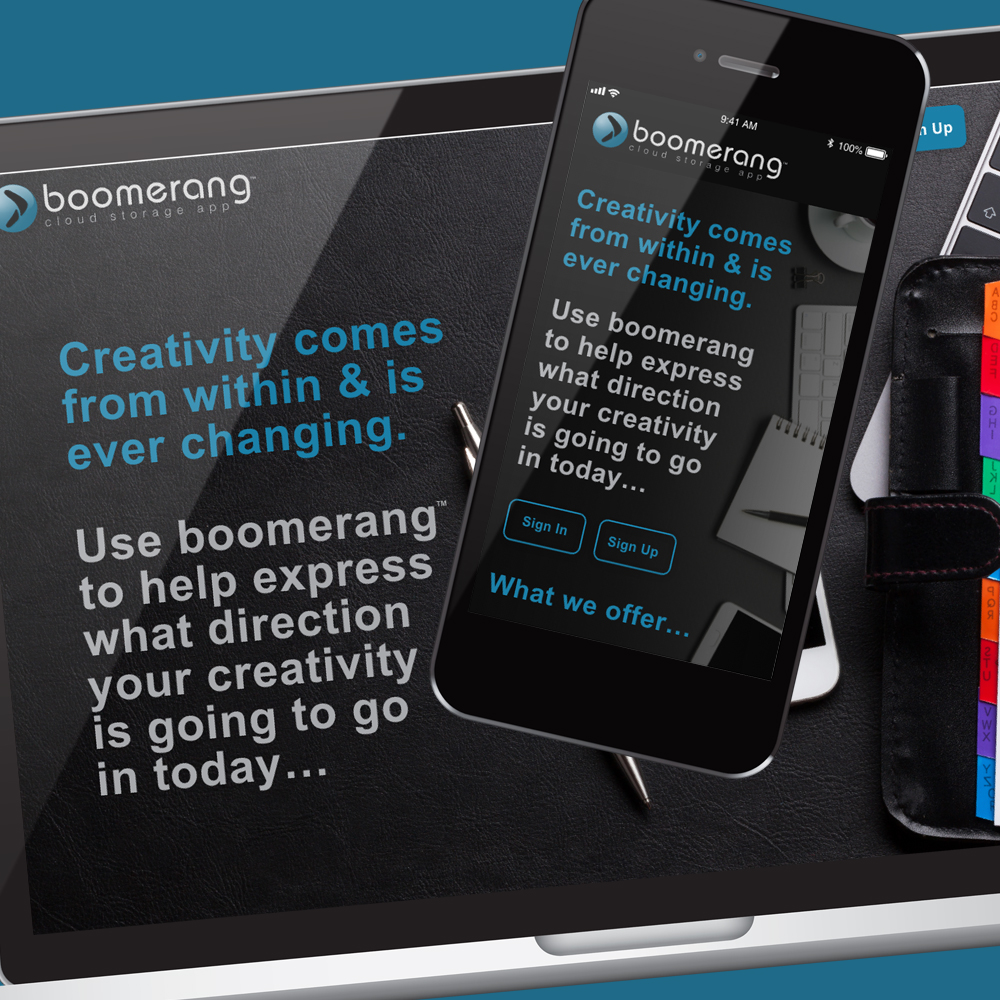 boomerang™
cloud storage app
Creativity comes
from within & is
ever changing.
Use boomerang™
to help express
what direction
your creativity
is going to go
in today...
9:41 AM
100%
boomerang™
cloud storage app
Creativity comes
from within & is
ever changing.
Use boomerang
to help express
what direction
your creativity
is going to go
in today...
Sign In
Sign Up
What we offer...
n Up
A
B
C
G
H
I
J
K
L
P
Q
R
V
W
X